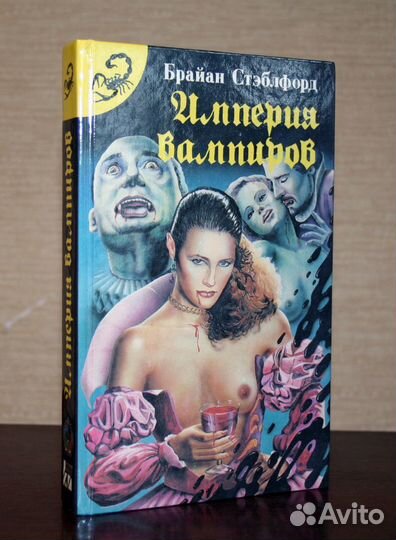 Брайан Стэблфорд
Империя
вампиров
Империя вампиров
Avito